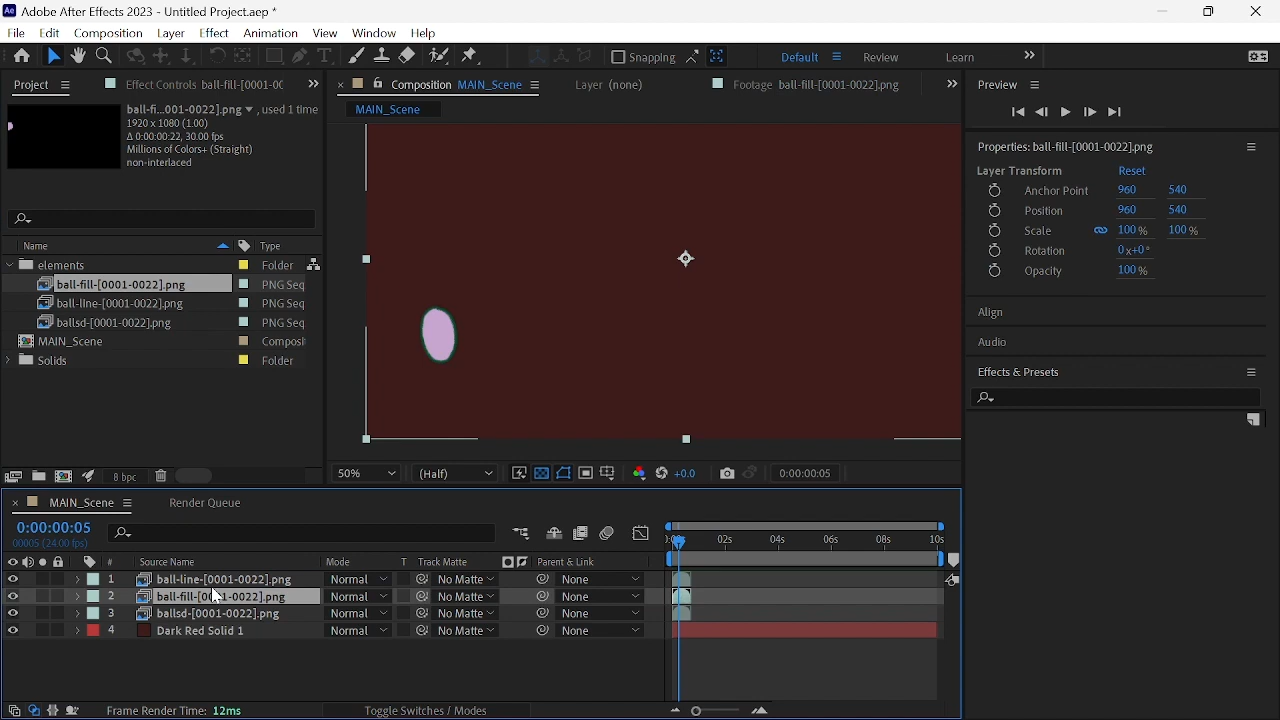 Adobe After Effects 2023 - Untitled Project.aep *
File Edit Composition Layer Effect Animation View Window Help
Snapping Default Review Learn
Project Effect Controls ball-fill-[0001-00
Composition MAIN_Scene Layer (none) Footage ball-fill-[0001-0022].png
Preview
ball-fi...001-0022].png , used 1 time
1920 x 1080 (1.00)
Δ 0:00:00:22, 30.00 fps
Millions of Colors+ (Straight)
non-interlaced
MAIN_Scene
Properties: ball-fill-[0001-0022].png
Layer Transform Reset
Anchor Point 960 540
Position 960 540
Scale 100 % 100 %
Rotation 0x+0°
Opacity 100 %
Align
Audio
Effects & Presets
Name Type
elements Folder
ball-fill-[0001-0022].png PNG Seq
ball-line-[0001-0022].png PNG Seq
ballsd-[0001-0022].png PNG Seq
MAIN_Scene Composit
Solids Folder
8 bpc
50% (Half) +0.0 0:00:00:05
MAIN_Scene Render Queue
0:00:00:05
00005 (24.00 fps)
02s 04s 06s 08s 10s
# Source Name Mode T Track Matte Parent & Link
1 ball-line-[0001-0022].png Normal No Matte None
2 ball-fill-[0001-0022].png Normal No Matte None
3 ballsd-[0001-0022].png Normal No Matte None
4 Dark Red Solid 1 Normal No Matte None
Frame Render Time: 12ms Toggle Switches / Modes